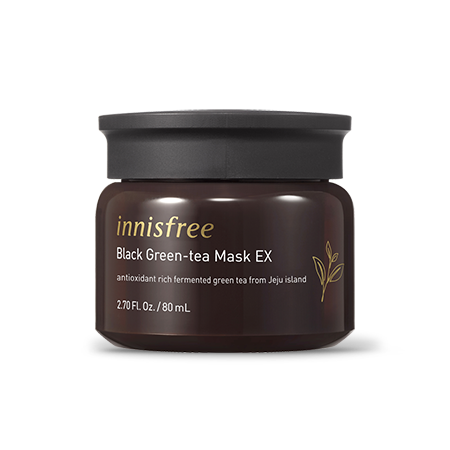 innisfree
Black Green-tea Mask EX
antioxidant rich fermented green tea from Jeju island
2.70 Fl. Oz. / 80 mL